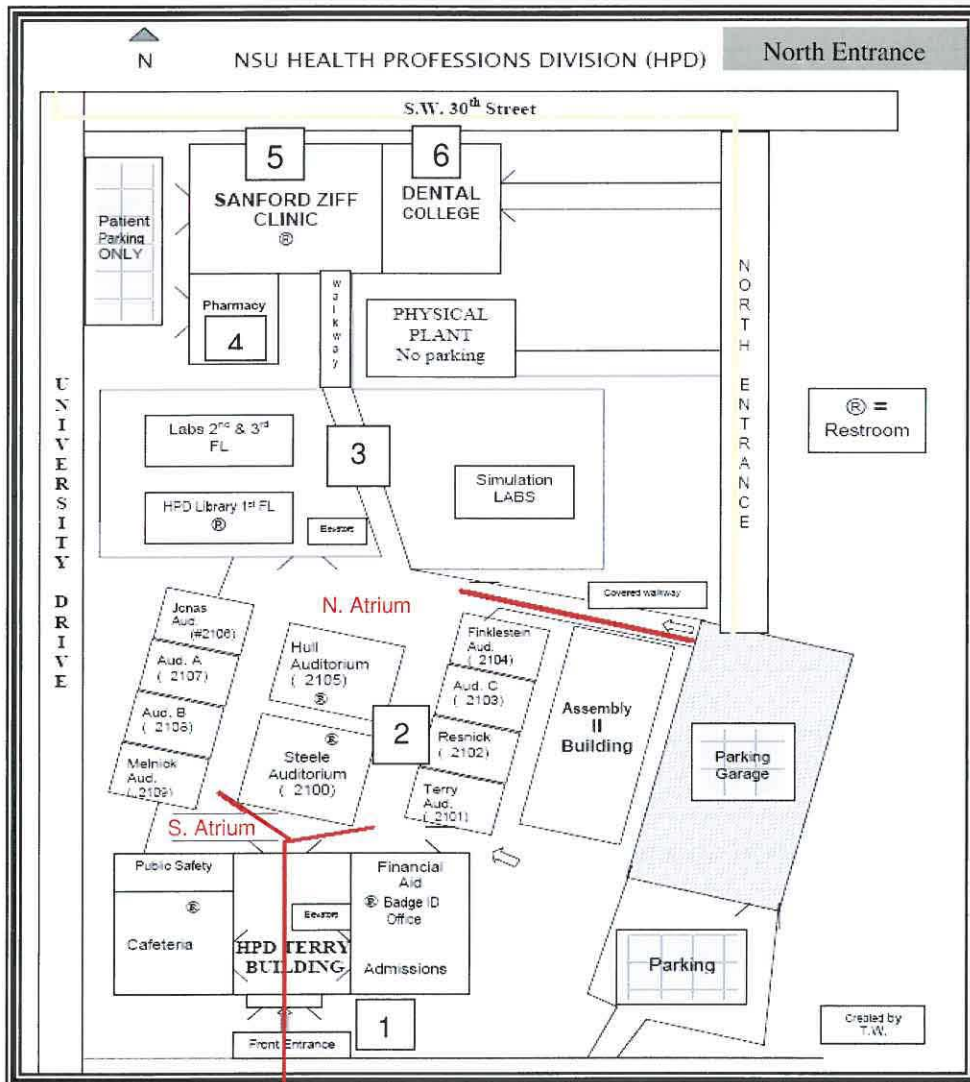 N
NSU HEALTH PROFESSIONS DIVISION (HPD)
North Entrance
S.W. 30th Street
5
6
SANFORD ZIFF
CLINIC
®
DENTAL
COLLEGE
Patient
Parking
ONLY
Pharmacy
4
walkway
PHYSICAL
PLANT
No parking
NORTH ENTRANCE
UNIVERSITY DRIVE
® =
Restroom
Labs 2nd & 3rd
FL
3
Simulation
LABS
HPD Library 1st FL
®
Elevators
N. Atrium
Covered walkway
Jonas
Aud.
(#2106)
Aud. A
( 2107)
Aud. B
( 2108)
Melnick
Aud.
( 2109)
Hull
Auditorium
( 2105)
®
2
®
Steele
Auditorium
( 2100)
Finklestein
Aud.
( 2104)
Aud. C
( 2103)
Resnick
( 2102)
Terry
Aud.
( 2101)
Assembly
II
Building
Parking
Garage
S. Atrium
Public Safety
®
Cafeteria
Elevators
HPD TERRY
BUILDING
Financial
Aid
® Badge ID
Office
Admissions
Parking
1
Front Entrance
Created by
T.W.